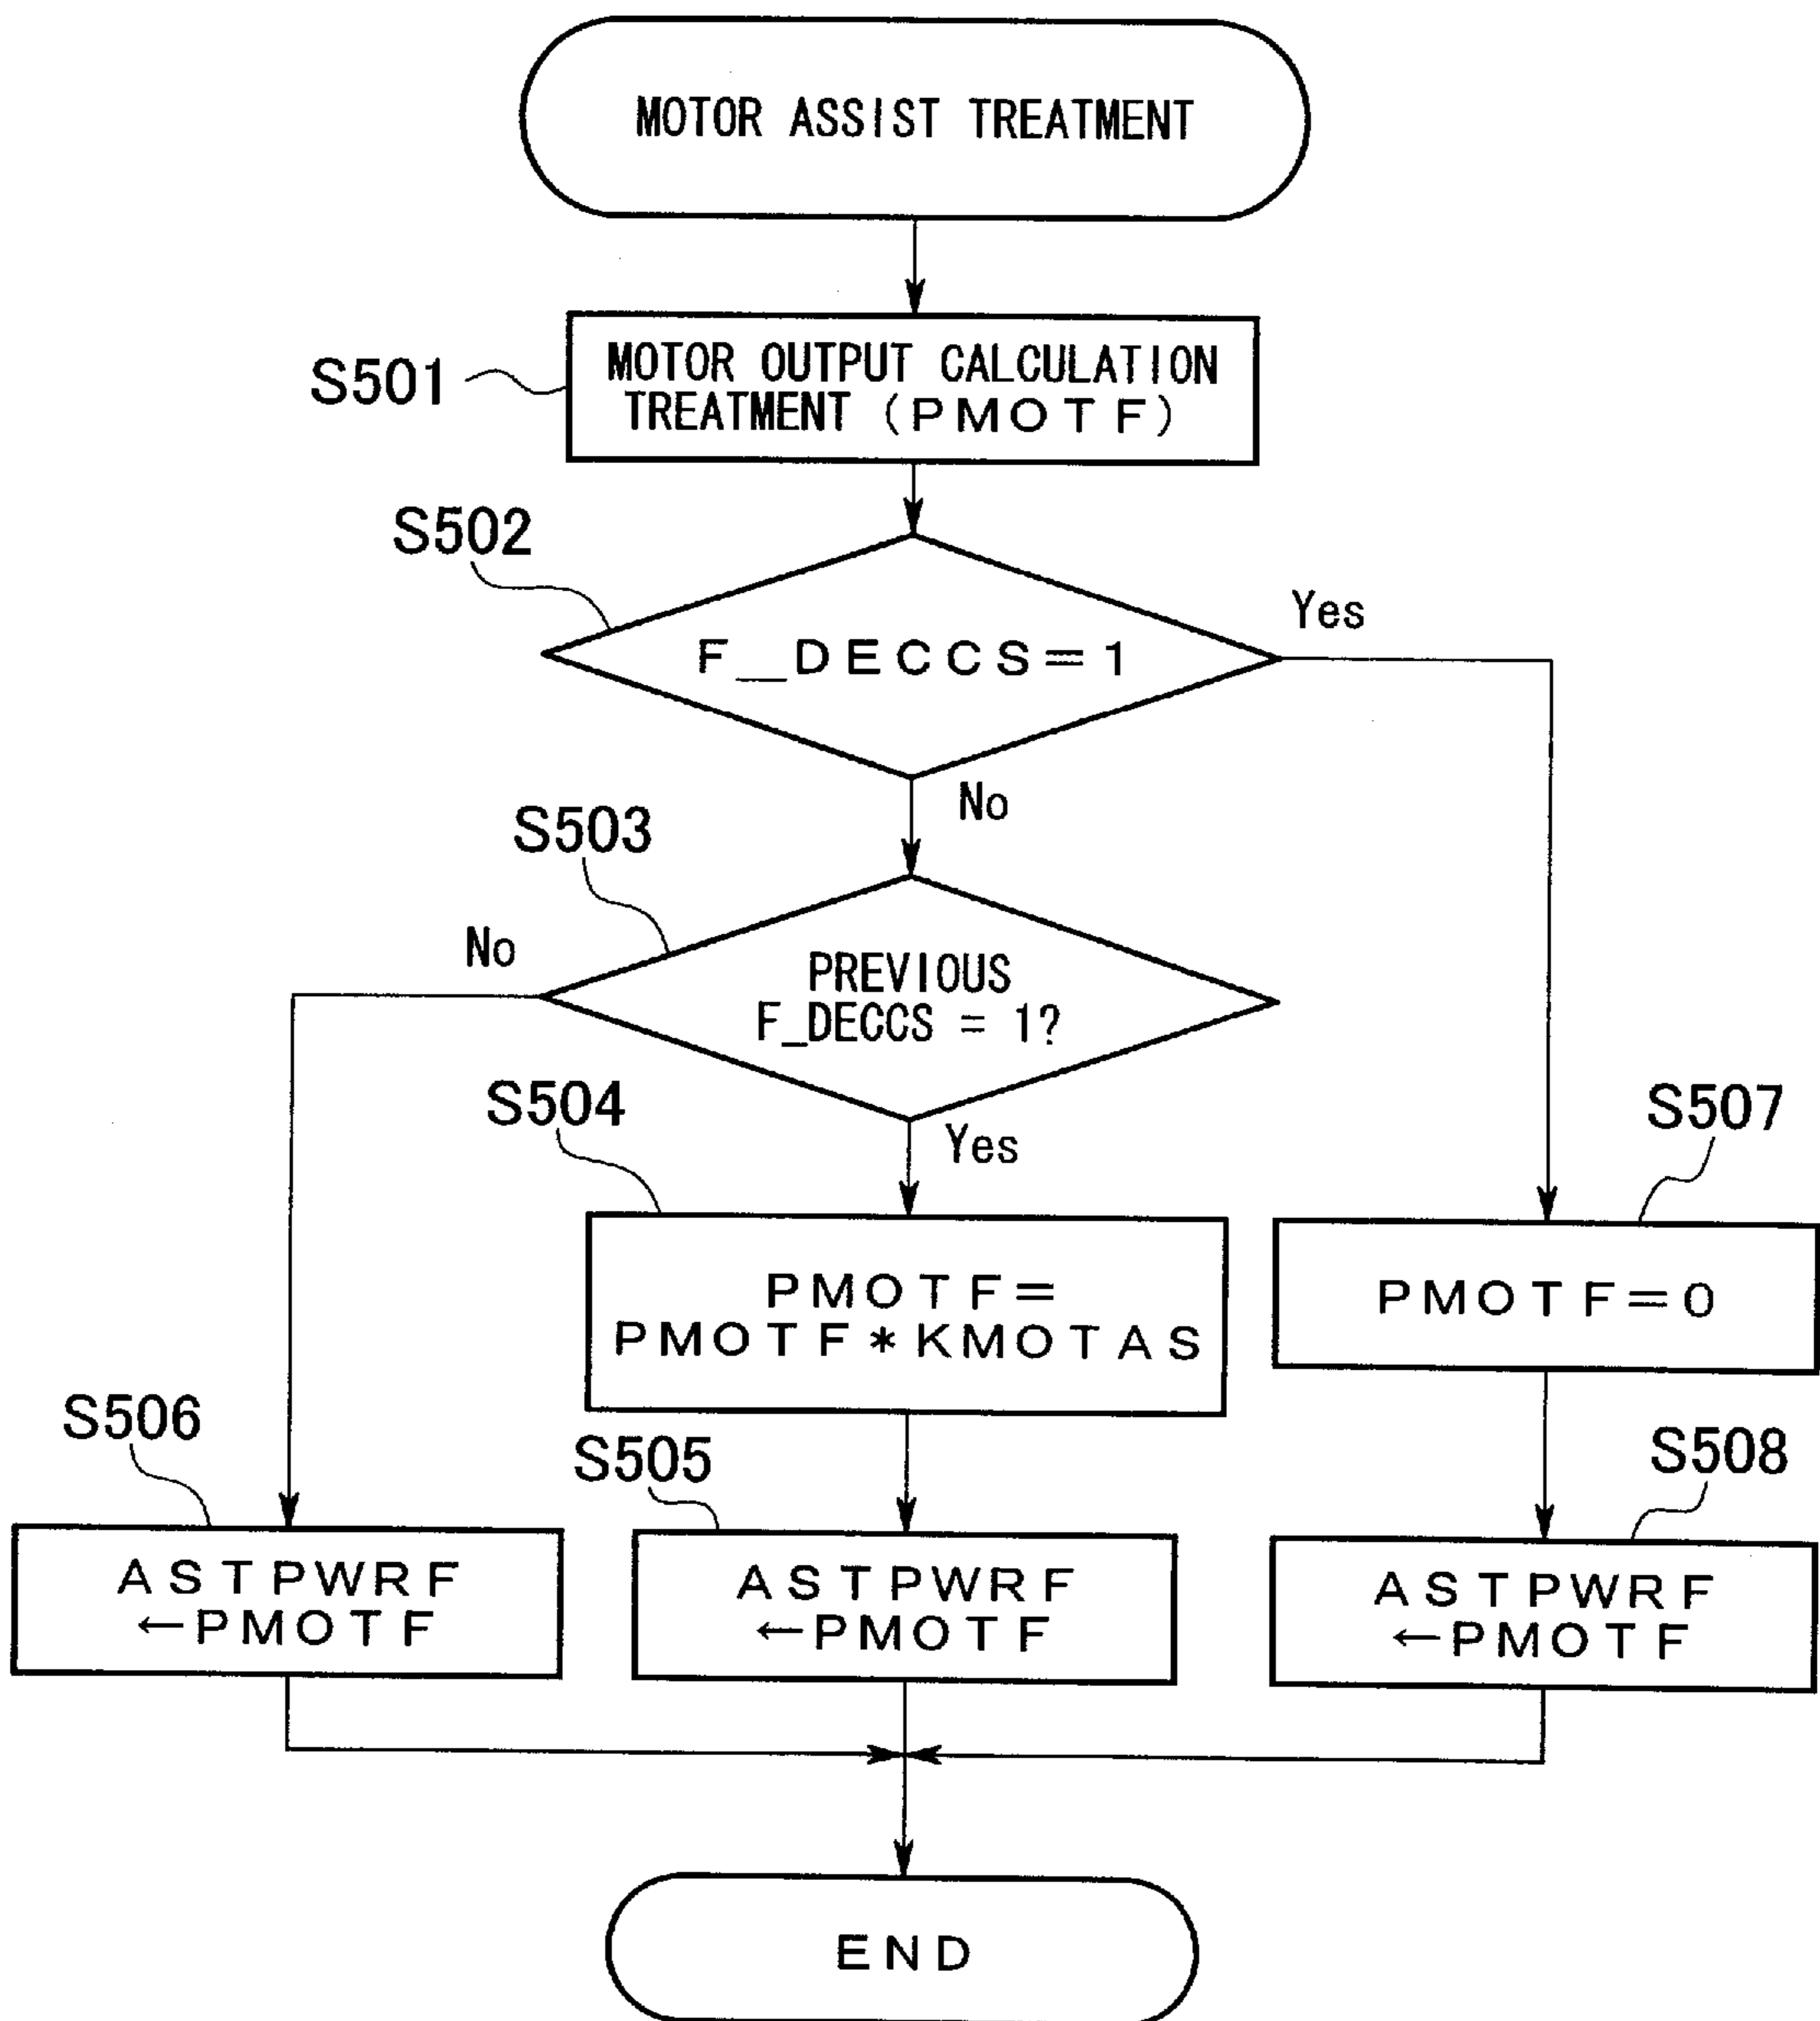 MOTOR ASSIST TREATMENT
S501
MOTOR OUTPUT CALCULATION
TREATMENT (PMOTF)
S502
F__DECCS=1
Yes
No
S503
PREVIOUS
F_DECCS = 1?
No
Yes
S504
PMOTF=
PMOTF*KMOTAS
S507
PMOTF=0
S506
ASTPWRF
←PMOTF
S505
ASTPWRF
←PMOTF
S508
ASTPWRF
←PMOTF
END